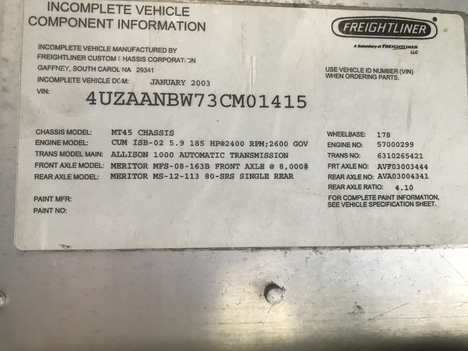 INCOMPLETE VEHICLE
COMPONENT INFORMATION
FREIGHTLINER
A Subsidiary of FREIGHTLINER
LLC
INCOMPLETE VEHICLE MANUFACTURED BY
FREIGHTLINER CUSTOM CHASSIS CORPORATION
GAFFNEY, SOUTH CAROLINA 29341
USE VEHICLE ID NUMBER (VIN)
WHEN ORDERING PARTS.
INCOMPLETE VEHICLE DOM: JANUARY 2003
VIN: 4UZAANBW73CM01415
CHASSIS MODEL: MT45 CHASSIS WHEELBASE: 178
ENGINE MODEL: CUM ISB-02 5.9 185 HP@2400 RPM;2600 GOV ENGINE NO: 57000299
TRANS MODEL MAIN: ALLISON 1000 AUTOMATIC TRANSMISSION TRANS NO: 6310265421
FRONT AXLE MODEL: MERITOR MFS-08-163B FRONT AXLE @ 8,000# FRT AXLE NO: AVF03003444
REAR AXLE MODEL: MERITOR MS-12-113 80-SRS SINGLE REAR REAR AXLE NO: AVA03004341
REAR AXLE RATIO: 4.10
PAINT MFR:
PAINT NO:
FOR COMPLETE PAINT INFORMATION,
SEE VEHICLE SPECIFICATION SHEET.